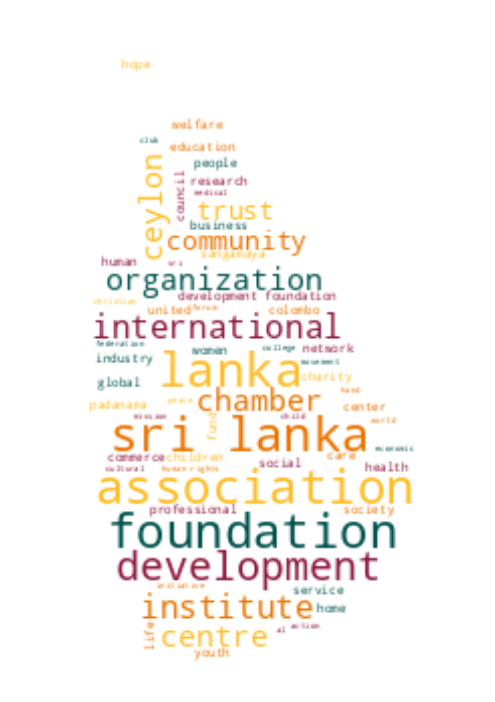 hope
welfare
club
education
people
ceylon
council
research
medical
trust
business
community
sangamaya
human
sri
organization
development foundation
christian
united
forum
colombo
international
federation
women
college
network
industry
lanka
movement
global
charity
hand
padanama
peace
chamber
center
mission
child
world
fund
sri lanka
economic
commerce
children
care
cultural
human rights
social
health
association
professional
society
foundation
development
initiative
service
institute
home
life
centre
al
action
youth